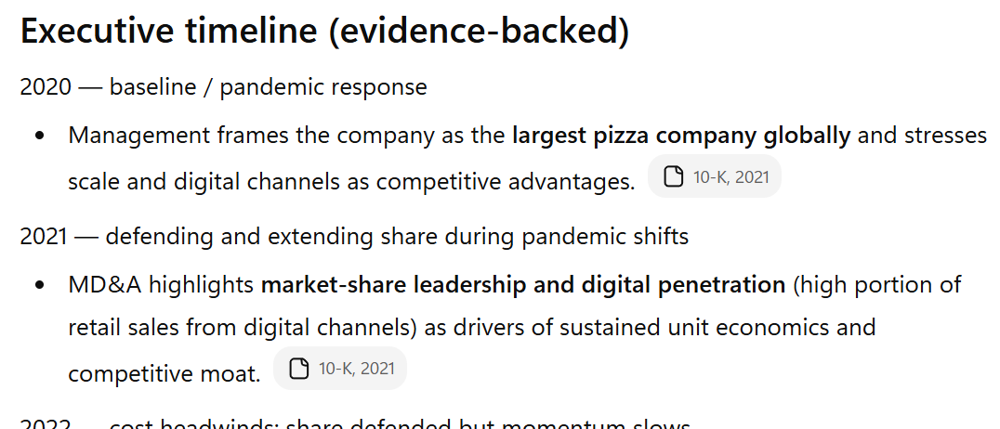 Executive timeline (evidence-backed)
2020 — baseline / pandemic response
• Management frames the company as the largest pizza company globally and stresses
scale and digital channels as competitive advantages. 10-K, 2021
2021 — defending and extending share during pandemic shifts
• MD&A highlights market-share leadership and digital penetration (high portion of
retail sales from digital channels) as drivers of sustained unit economics and
competitive moat. 10-K, 2021
2022 — cost headwinds; share defended but momentum slows